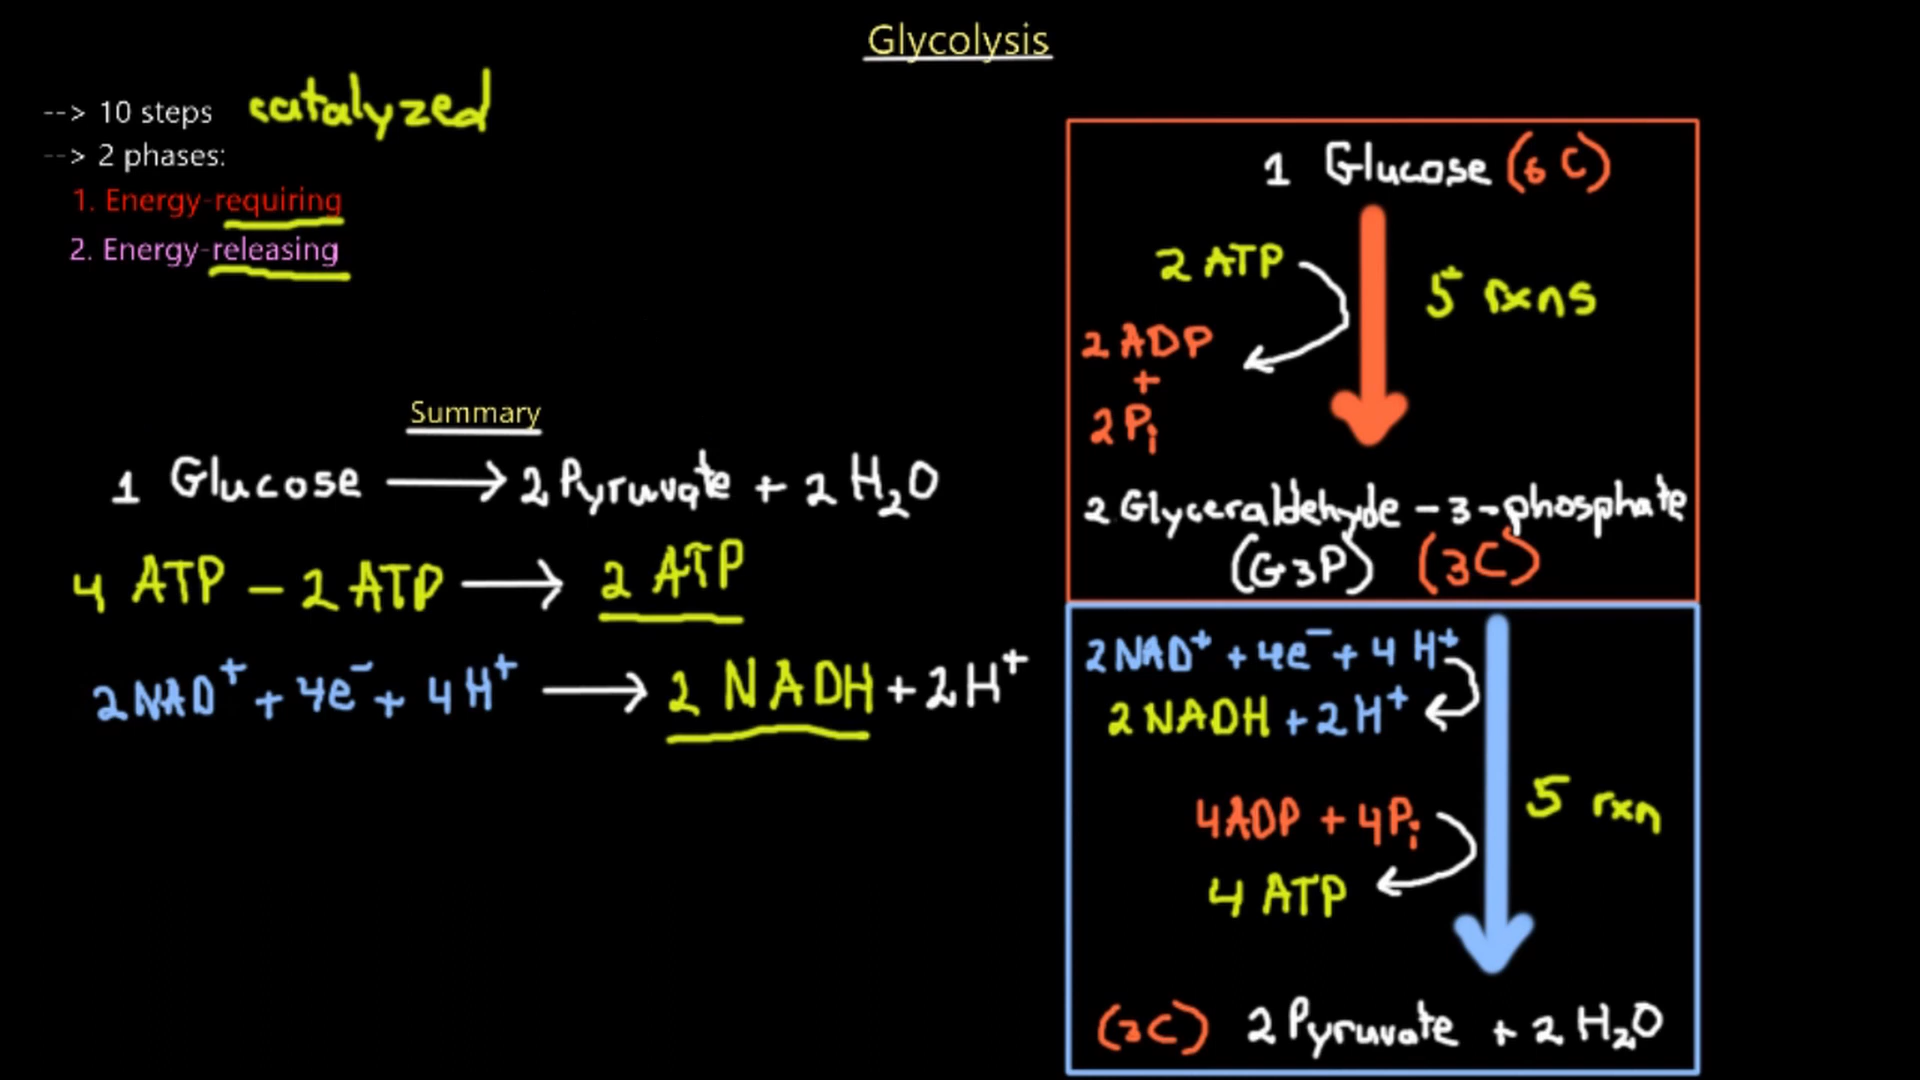 Glycolysis
--> 10 steps catalyzed
--> 2 phases:
1. Energy-requiring
2. Energy-releasing
Summary
1 Glucose ⟶ 2 Pyruvate + 2 H₂O
4 ATP – 2 ATP ⟶ 2 ATP
2NAD⁺ + 4e⁻ + 4H⁺ ⟶ 2 NADH + 2H⁺
1 Glucose (6C)
2 ATP
5 rxns
2 ADP
+
2 Pi
2 Glyceraldehyde-3-phosphate
(G3P) (3C)
2NAD⁺ + 4e⁻ + 4 H⁺
2NADH + 2H⁺
5 rxn
4ADP + 4Pi
4 ATP
(3C) 2 Pyruvate + 2 H₂O